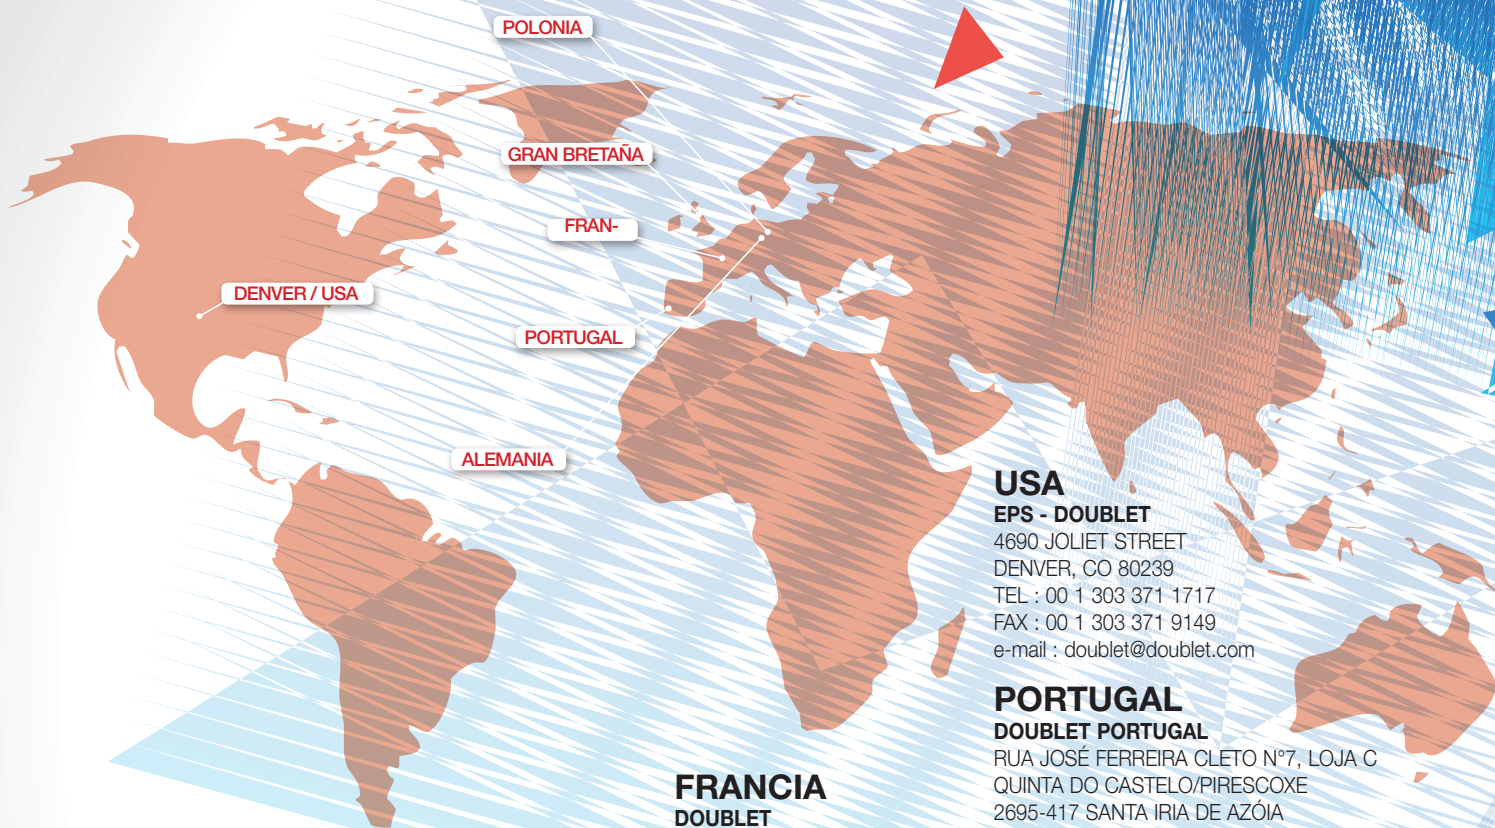 POLONIA
GRAN BRETAÑA
FRAN-
DENVER / USA
PORTUGAL
ALEMANIA
USA
EPS - DOUBLET
4690 JOLIET STREET
DENVER, CO 80239
TEL : 00 1 303 371 1717
FAX : 00 1 303 371 9149
e-mail : doublet@doublet.com
PORTUGAL
DOUBLET PORTUGAL
RUA JOSÉ FERREIRA CLETO N°7, LOJA C
QUINTA DO CASTELO/PIRESCOXE
2695-417 SANTA IRIA DE AZÓIA
FRANCIA
DOUBLET